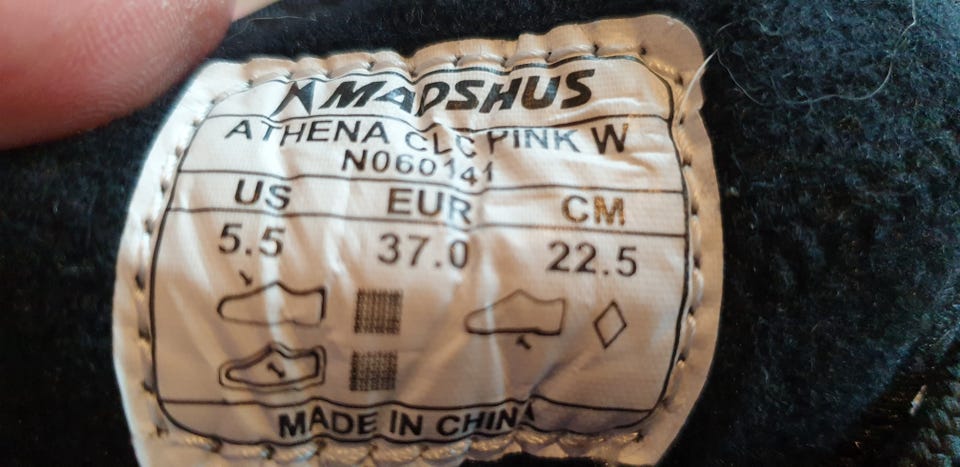 MADSHUS
ATHENA CLC PINK W
N060141
US EUR CM
5.5 37.0 22.5
MADE IN CHINA